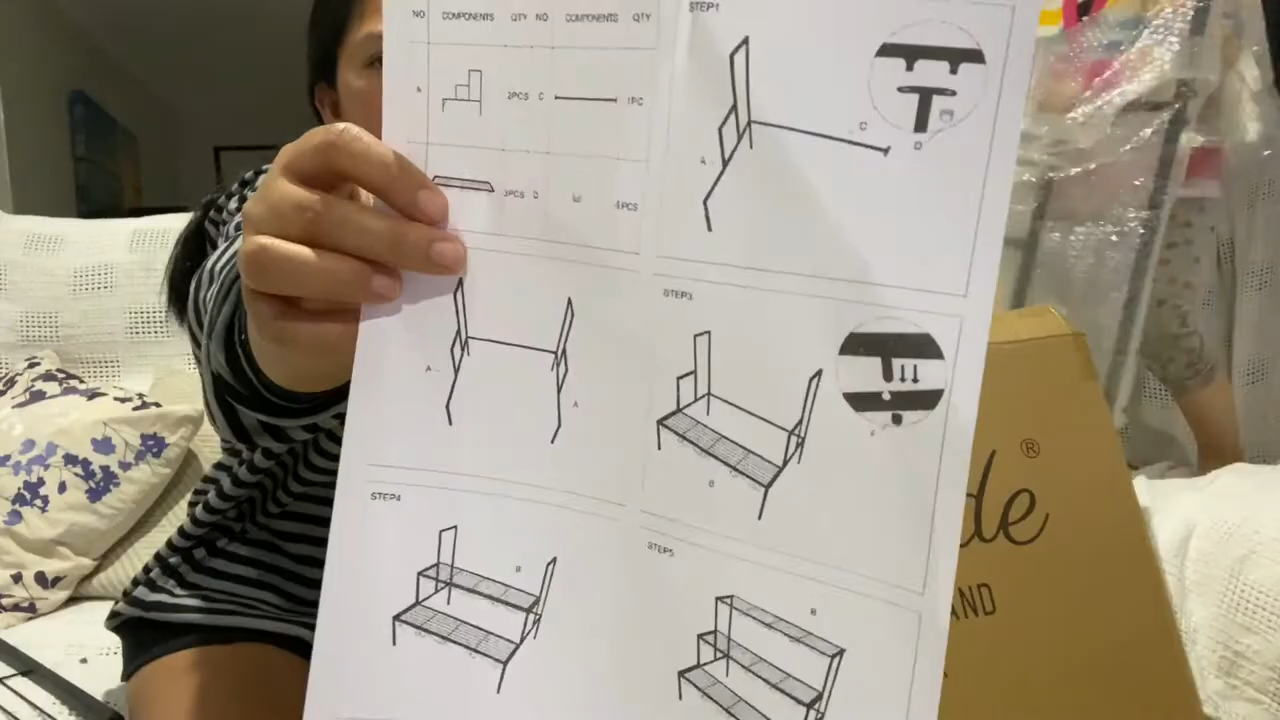 NO COMPONENTS QTY NO COMPONENTS QTY
A 2PCS C 1PC
3PCS D 4PCS
STEP1
A C
D
A
A
STEP3
B
STEP4
B
STEP5
B
de®
AND